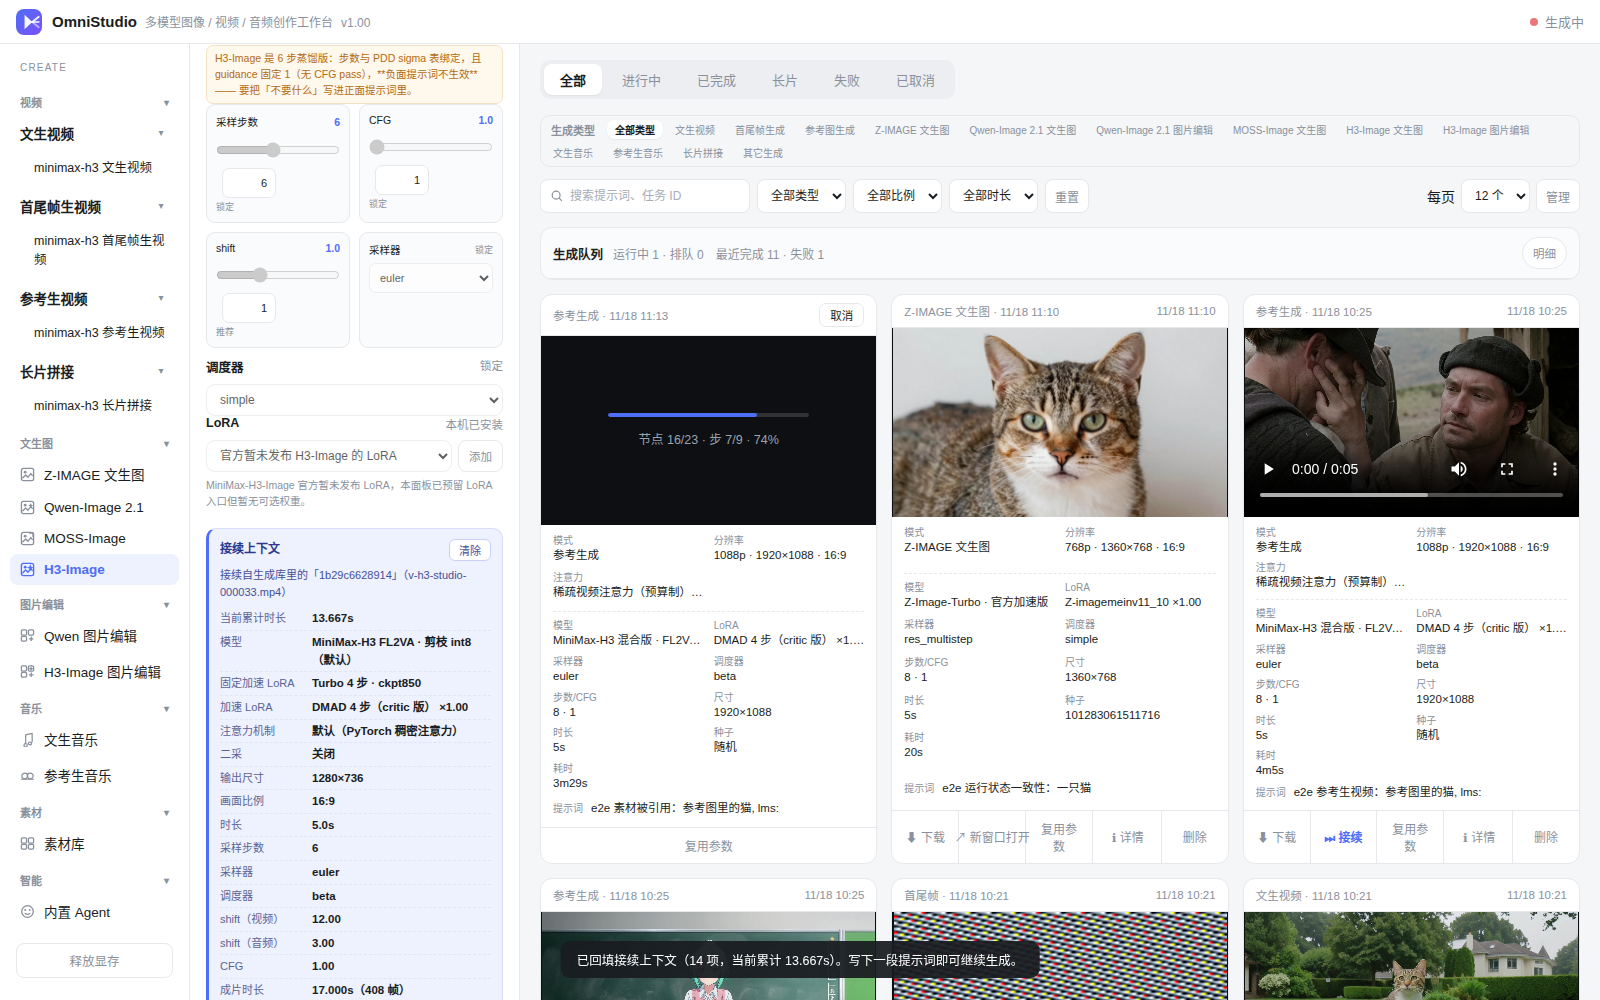 OmniStudio 多模型图像 / 视频 / 音频创作工作台 v1.00
生成中
CREATE
视频
文生视频
minimax-h3 文生视频
首尾帧生视频
minimax-h3 首尾帧生视
频
参考生视频
minimax-h3 参考生视频
长片拼接
minimax-h3 长片拼接
文生图
Z-IMAGE 文生图
Qwen-Image 2.1
MOSS-Image
H3-Image
图片编辑
Qwen 图片编辑
H3-Image 图片编辑
音乐
文生音乐
参考生音乐
素材
素材库
智能
内置 Agent
释放显存
H3-Image 是 6 步蒸馏版：步数与 PDD sigma 表绑定，且
guidance 固定 1（无 CFG pass），**负面提示词不生效**
—— 要把「不要什么」写进正面提示词里。
采样步数 6
6
锁定
CFG 1.0
1
锁定
shift 1.0
1
推荐
采样器 锁定
euler
调度器 锁定
simple
LoRA 本机已安装
官方暂未发布 H3-Image 的 LoRA 添加
MiniMax-H3-Image 官方暂未发布 LoRA，本面板已预留 LoRA
入口但暂无可选权重。
接续上下文 清除
接续自生成库里的「1b29c6628914」（v-h3-studio-
000033.mp4）
当前累计时长 13.667s
模型 MiniMax-H3 FL2VA · 剪枝 int8
（默认）
固定加速 LoRA Turbo 4 步 · ckpt850
加速 LoRA DMAD 4 步（critic 版） ×1.00
注意力机制 默认（PyTorch 稠密注意力）
二采 关闭
输出尺寸 1280×736
画面比例 16:9
时长 5.0s
采样步数 6
采样器 euler
调度器 beta
shift（视频） 12.00
shift（音频） 3.00
CFG 1.00
成片时长 17.000s（408 帧）
全部 进行中 已完成 长片 失败 已取消
生成类型 全部类型 文生视频 首尾帧生成 参考图生成 Z-IMAGE 文生图 Qwen-Image 2.1 文生图 Qwen-Image 2.1 图片编辑 MOSS-Image 文生图 H3-Image 文生图 H3-Image 图片编辑
文生音乐 参考生音乐 长片拼接 其它生成
搜索提示词、任务 ID 全部类型 全部比例 全部时长 重置 每页 12 个 管理
生成队列 运行中 1 · 排队 0 最近完成 11 · 失败 1 明细
参考生成 · 11/18 11:13 取消
节点 16/23 · 步 7/9 · 74%
模式 分辨率
参考生成 1088p · 1920×1088 · 16:9
注意力
稀疏视频注意力（预算制）…
模型 LoRA
MiniMax-H3 混合版 · FL2V… DMAD 4 步（critic 版） ×1.…
采样器 调度器
euler beta
步数/CFG 尺寸
8 · 1 1920×1088
时长 种子
5s 随机
耗时
3m29s
提示词 e2e 素材被引用：参考图里的猫, lms:
复用参数
Z-IMAGE 文生图 · 11/18 11:10 11/18 11:10
模式 分辨率
Z-IMAGE 文生图 768p · 1360×768 · 16:9
模型 LoRA
Z-Image-Turbo · 官方加速版 Z-imagemeinv11_10 ×1.00
采样器 调度器
res_multistep simple
步数/CFG 尺寸
8 · 1 1360×768
时长 种子
5s 101283061511716
耗时
20s
提示词 e2e 运行状态一致性：一只猫
下载 新窗口打开 复用参数 详情 删除
参考生成 · 11/18 10:25 11/18 10:25
0:00 / 0:05
模式 分辨率
参考生成 1088p · 1920×1088 · 16:9
注意力
稀疏视频注意力（预算制）…
模型 LoRA
MiniMax-H3 混合版 · FL2V… DMAD 4 步（critic 版） ×1.…
采样器 调度器
euler beta
步数/CFG 尺寸
8 · 1 1920×1088
时长 种子
5s 随机
耗时
4m5s
提示词 e2e 参考生视频：参考图里的猫, lms:
下载 接续 复用参数 详情 删除
参考生成 · 11/18 10:25 11/18 10:25
首尾帧 · 11/18 10:21 11/18 10:21
文生视频 · 11/18 10:21 11/18 10:21
已回填接续上下文（14 项，当前累计 13.667s）。写下一段提示词即可继续生成。